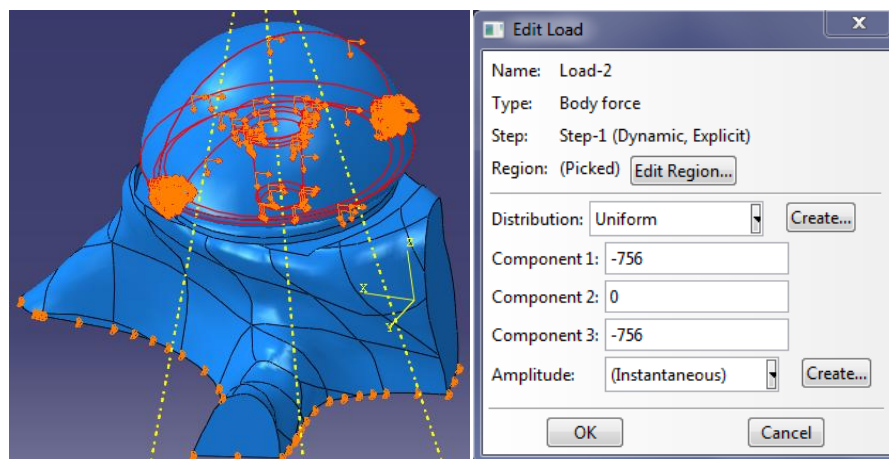 X
Y
Z
Edit Load
X
Name: Load-2
Type: Body force
Step: Step-1 (Dynamic, Explicit)
Region: (Picked) Edit Region...
Distribution: Uniform Create...
Component 1: -756
Component 2: 0
Component 3: -756
Amplitude: (Instantaneous) Create...
OK Cancel